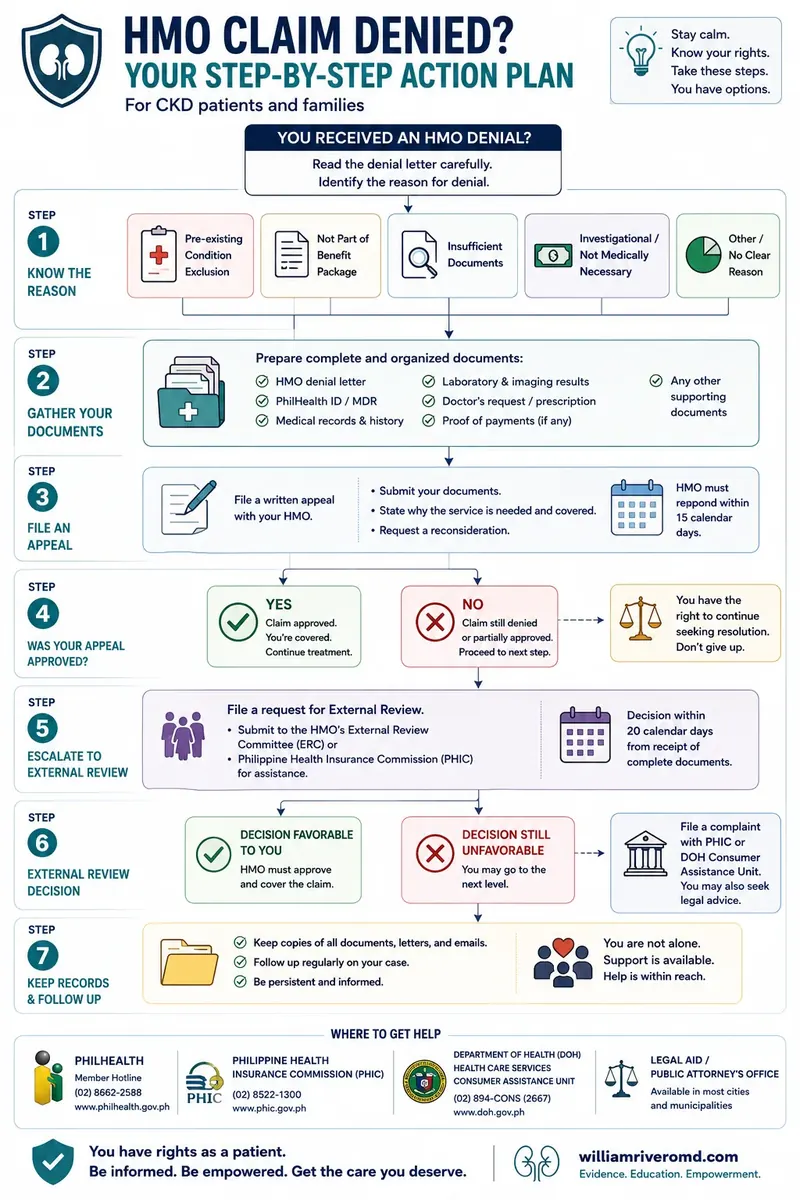 HMO CLAIM DENIED?
YOUR STEP-BY-STEP ACTION PLAN
For CKD patients and families
Stay calm.
Know your rights.
Take these steps.
You have options.
YOU RECEIVED AN HMO DENIAL?
Read the denial letter carefully.
Identify the reason for denial.
STEP
1
KNOW THE
REASON
Pre-existing
Condition
Exclusion
Not Part of
Benefit
Package
Insufficient
Documents
Investigational /
Not Medically
Necessary
Other /
No Clear
Reason
STEP
2
GATHER YOUR
DOCUMENTS
Prepare complete and organized documents:
HMO denial letter
PhilHealth ID / MDR
Medical records & history
Laboratory & imaging results
Doctor's request / prescription
Proof of payments (if any)
Any other
supporting
documents
STEP
3
FILE AN
APPEAL
File a written appeal
with your HMO.
• Submit your documents.
• State why the service is needed and covered.
• Request a reconsideration.
HMO must
respond within
15 calendar
days.
STEP
4
WAS YOUR APPEAL
APPROVED?
YES
Claim approved.
You're covered.
Continue treatment.
NO
Claim still denied
or partially approved.
Proceed to next step.
You have the
right to continue
seeking resolution.
Don't give up.
STEP
5
ESCALATE TO
EXTERNAL REVIEW
File a request for External Review.
• Submit to the HMO's External Review
Committee (ERC) or
• Philippine Health Insurance Commission (PHIC)
for assistance.
Decision within
20 calendar days
from receipt of
complete documents.
STEP
6
EXTERNAL REVIEW
DECISION
DECISION FAVORABLE
TO YOU
HMO must approve
and cover the claim.
DECISION STILL
UNFAVORABLE
You may go to the
next level.
File a complaint
with PHIC or
DOH Consumer
Assistance Unit.
You may also seek
legal advice.
STEP
7
KEEP RECORDS
& FOLLOW UP
Keep copies of all documents, letters, and emails.
Follow up regularly on your case.
Be persistent and informed.
You are not alone.
Support is available.
Help is within reach.
WHERE TO GET HELP
PHILHEALTH
Member Hotline
(02) 8662-2588
www.philhealth.gov.ph
PHIC
PHILIPPINE HEALTH
INSURANCE COMMISSION (PHIC)
(02) 8522-1300
www.phic.gov.ph
DEPARTMENT OF HEALTH (DOH)
HEALTH CARE SERVICES
CONSUMER ASSISTANCE UNIT
(02) 894-CONS (2667)
www.doh.gov.ph
LEGAL AID /
PUBLIC ATTORNEY'S OFFICE
Available in most cities
and municipalities
You have rights as a patient.
Be informed. Be empowered. Get the care you deserve.
williamriveromd.com
Evidence. Education. Empowerment.